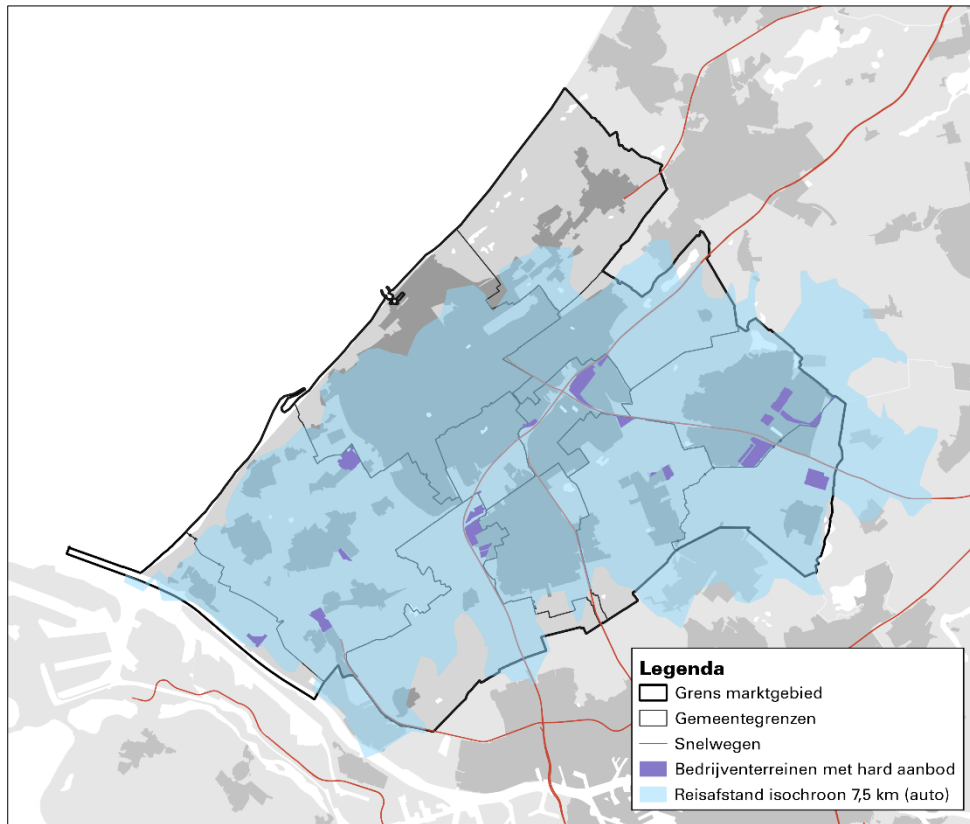 Legenda
Grens marktgebied
Gemeentegrenzen
Snelwegen
Bedrijventerreinen met hard aanbod
Reisafstand isochroon 7,5 km (auto)